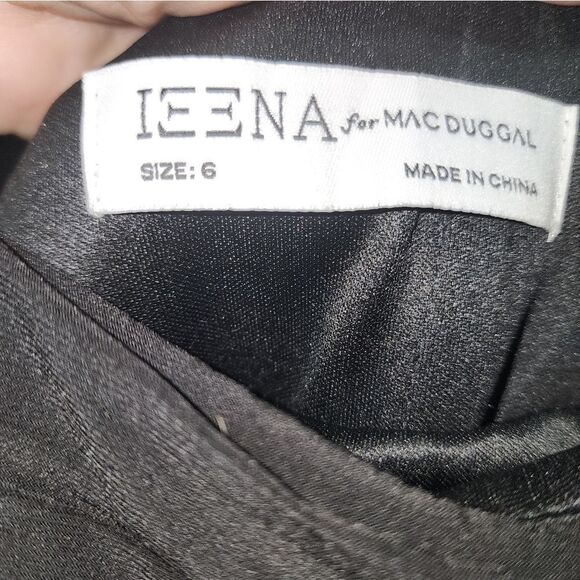 IEENA for MAC DUGGAL
SIZE: 6
MADE IN CHINA